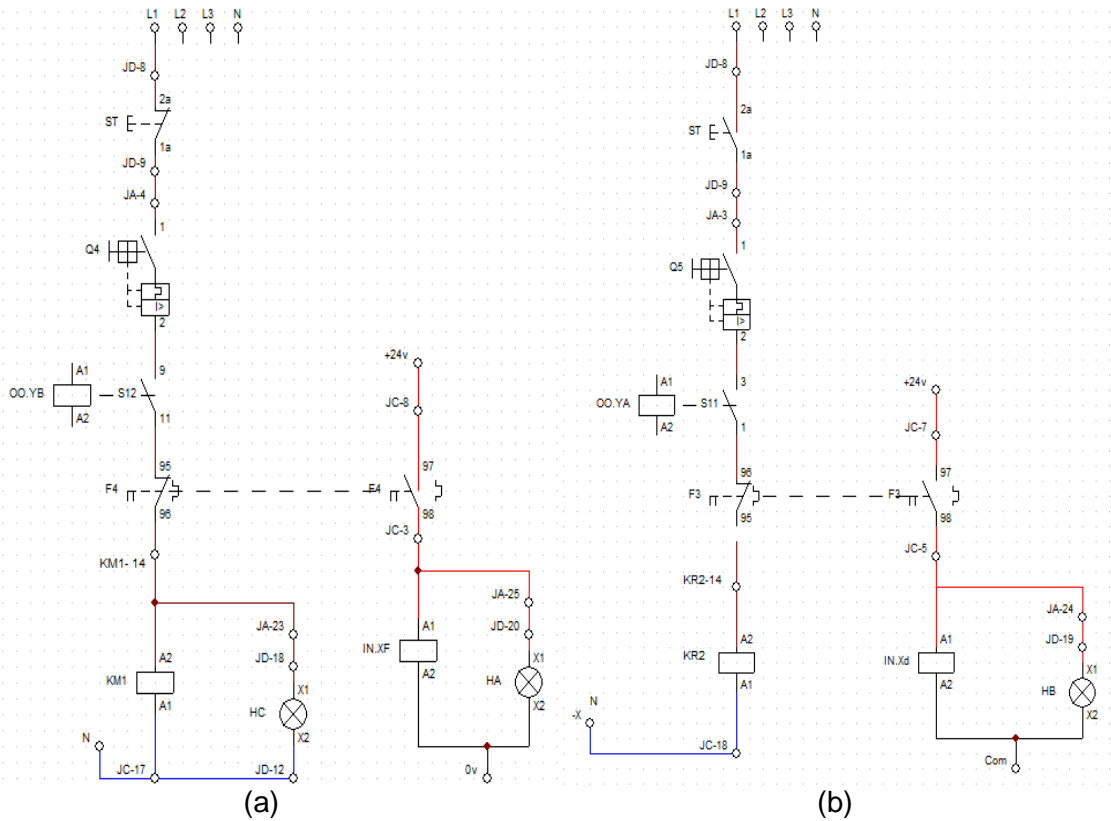 L1 L2 L3 N
JD-8
2a
ST
1a
JD-9
JA-4
1
Q4
I>
2
9
A1
OO.YB
S12
A2
11
95
F4
96
KM1- 14
JA-23
A2
JD-18
KM1
X1
A1
HC
X2
N
JC-17
JD-12
+24v
JC-8
97
F4
98
JC-3
JA-25
A1
JD-20
IN.XF
X1
A2
HA
X2
0v
(a)
L1 L2 L3 N
JD-8
2a
ST
1a
JD-9
JA-3
1
Q5
I>
2
3
A1
OO.YA
S11
A2
1
96
F3
95
KR2-14
A2
KR2
A1
N
-X
JC-18
+24v
JC-7
97
F3
98
JC-5
JA-24
A1
JD-19
IN.Xd
X1
A2
HB
X2
Com
(b)